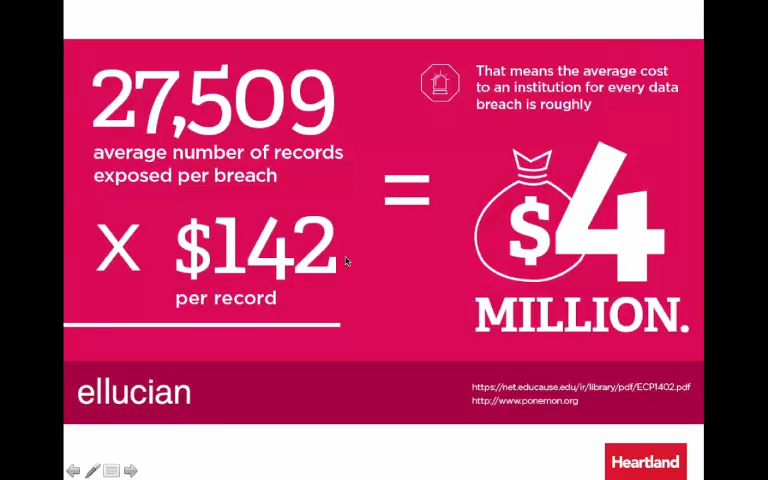 27,509
average number of records
exposed per breach
X $142
per record
=
That means the average cost
to an institution for every data
breach is roughly
$4
MILLION.
ellucian
https://net.educause.edu/ir/library/pdf/ECP1402.pdf
http://www.ponemon.org
Heartland